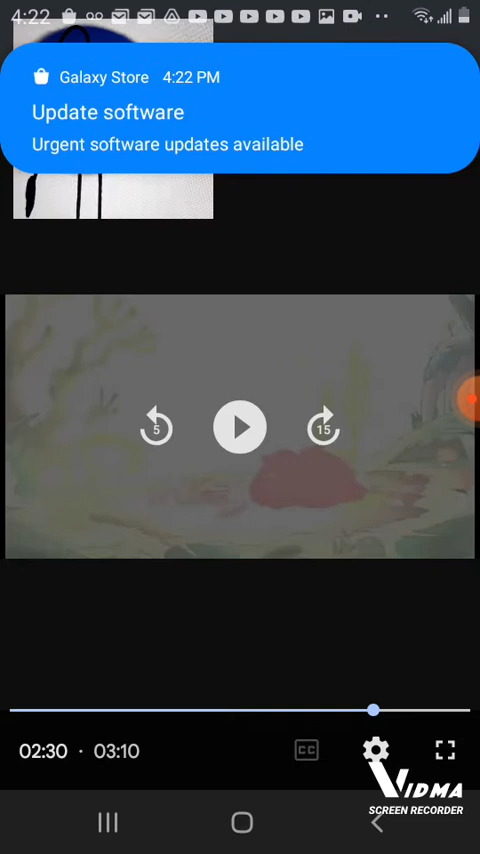 4:22
Galaxy Store 4:22 PM
Update software
Urgent software updates available
5
15
02:30 · 03:10
CC
VIDMA
SCREEN RECORDER